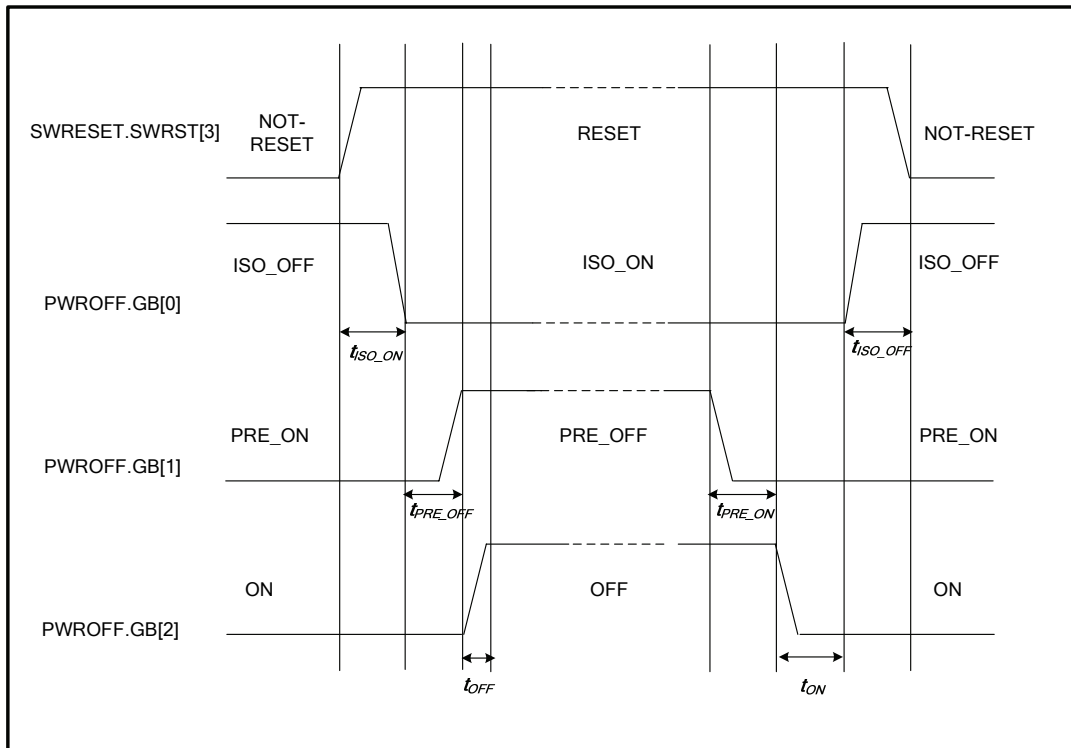 SWRESET.SWRST[3]
NOT-
RESET
RESET
NOT-RESET
PWROFF.GB[0]
ISO_OFF
ISO_ON
ISO_OFF
tISO_ON
tISO_OFF
PWROFF.GB[1]
PRE_ON
PRE_OFF
PRE_ON
tPRE_OFF
tPRE_ON
PWROFF.GB[2]
ON
OFF
ON
tOFF
tON